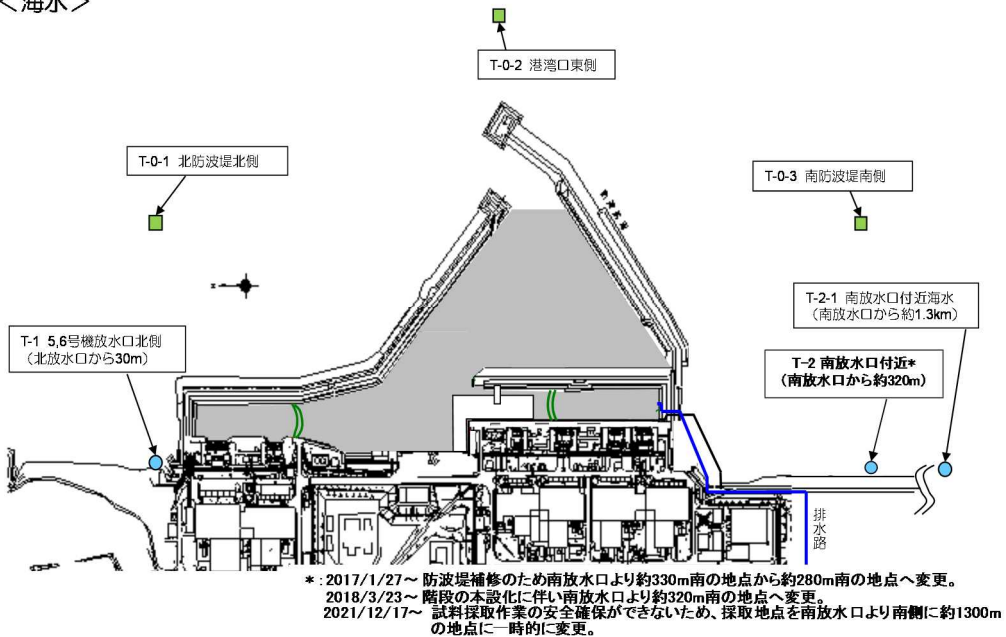 ＜海水＞
T-0-2 港湾口東側
T-0-1 北防波堤北側
T-0-3 南防波堤南側
T-2-1 南放水口付近海水
（南放水口から約1.3km）
T-1 5,6号機放水口北側
（北放水口から30m）
T-2 南放水口付近*
（南放水口から約320m）
排水路
*：2017/1/27～ 防波堤補修のため南放水口より約330m南の地点から約280m南の地点へ変更。
2018/3/23～ 階段の本設化に伴い南放水口より約320m南の地点へ変更。
2021/12/17～ 試料採取作業の安全確保ができないため、採取地点を南放水口より南側に約1300m
の地点に一時的に変更。